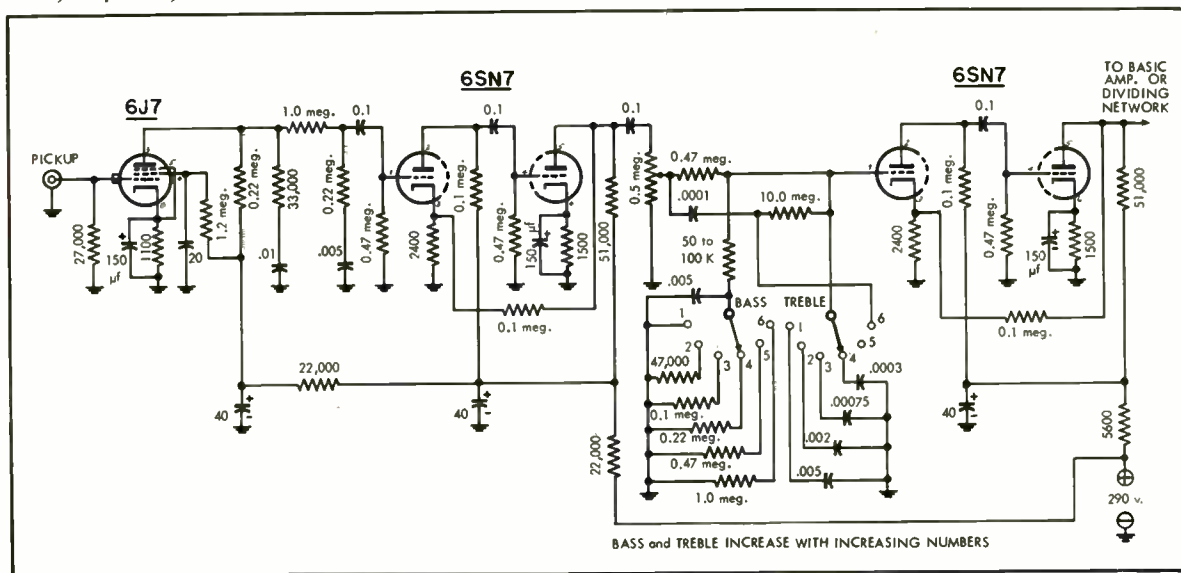 6J7
6SN7
6SN7
TO BASIC
AMP. OR
DIVIDING
NETWORK
PICKUP
1.0 meg.
0.1
0.1
0.1
0.1
27,000
150
μf
1100
20
1.2 meg.
0.22 meg.
33,000
.01
0.22 meg.
.005
0.47 meg.
2400
0.1 meg.
0.47 meg.
150
μf
1500
51,000
0.1 meg.
0.5 meg.
0.47 meg.
.0001
10.0 meg.
50 to
100 K
.005
BASS
TREBLE
1
2
3
4
5
6
1
2
3
4
5
6
47,000
0.1 meg.
0.22 meg.
0.47 meg.
1.0 meg.
.0003
.00075
.002
.005
2400
0.1 meg.
0.47 meg.
150
μf
1500
51,000
0.1 meg.
22,000
40
40
22,000
40
5600
290 v.
BASS and TREBLE INCREASE WITH INCREASING NUMBERS